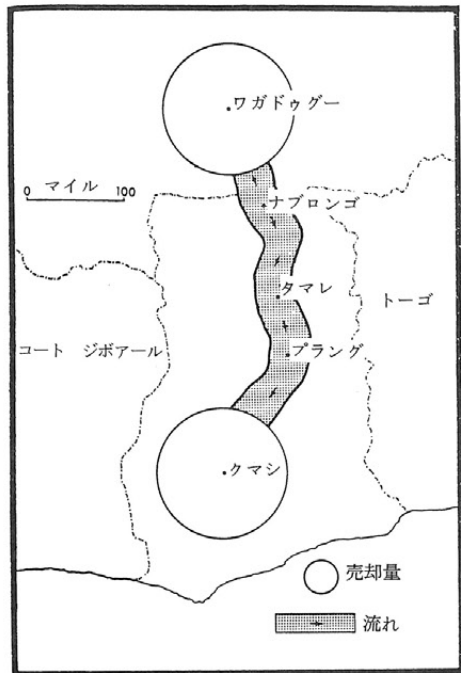 ワガドゥグー
0 マイル 100
ナブロンゴ
タマレ
トーゴ
コート ジボアール
プラング
クマシ
売却量
流れ